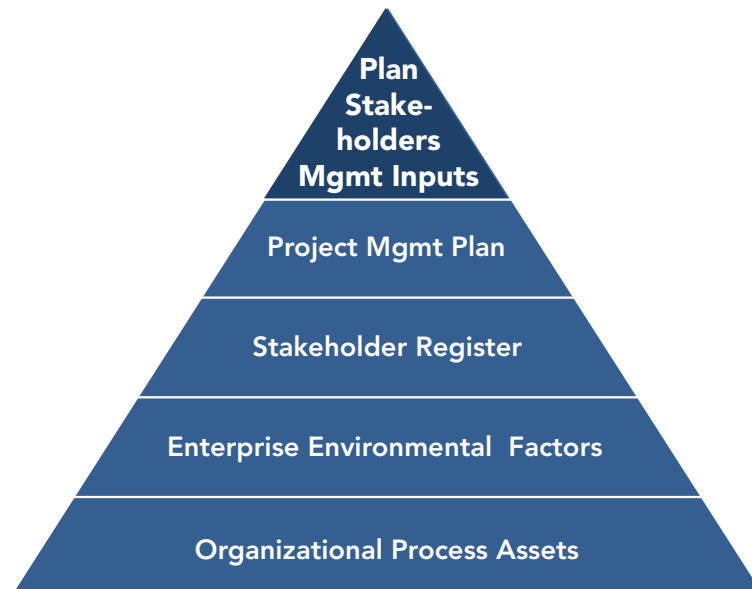 Plan
Stake-
holders
Mgmt Inputs
Project Mgmt Plan
Stakeholder Register
Enterprise Environmental  Factors
Organizational Process Assets